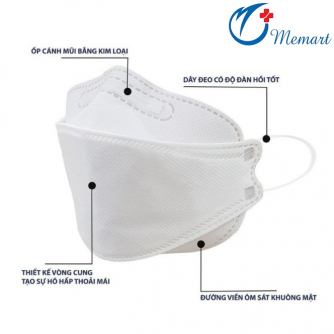 Memart
ỐP CÁNH MŨI BẰNG KIM LOẠI
DÂY ĐEO CÓ ĐỘ ĐÀN HỒI TỐT
THIẾT KẾ VÒNG CUNG
TẠO SỰ HÔ HẤP THOẢI MÁI
ĐƯỜNG VIỀN ÔM SÁT KHUÔNG MẶT